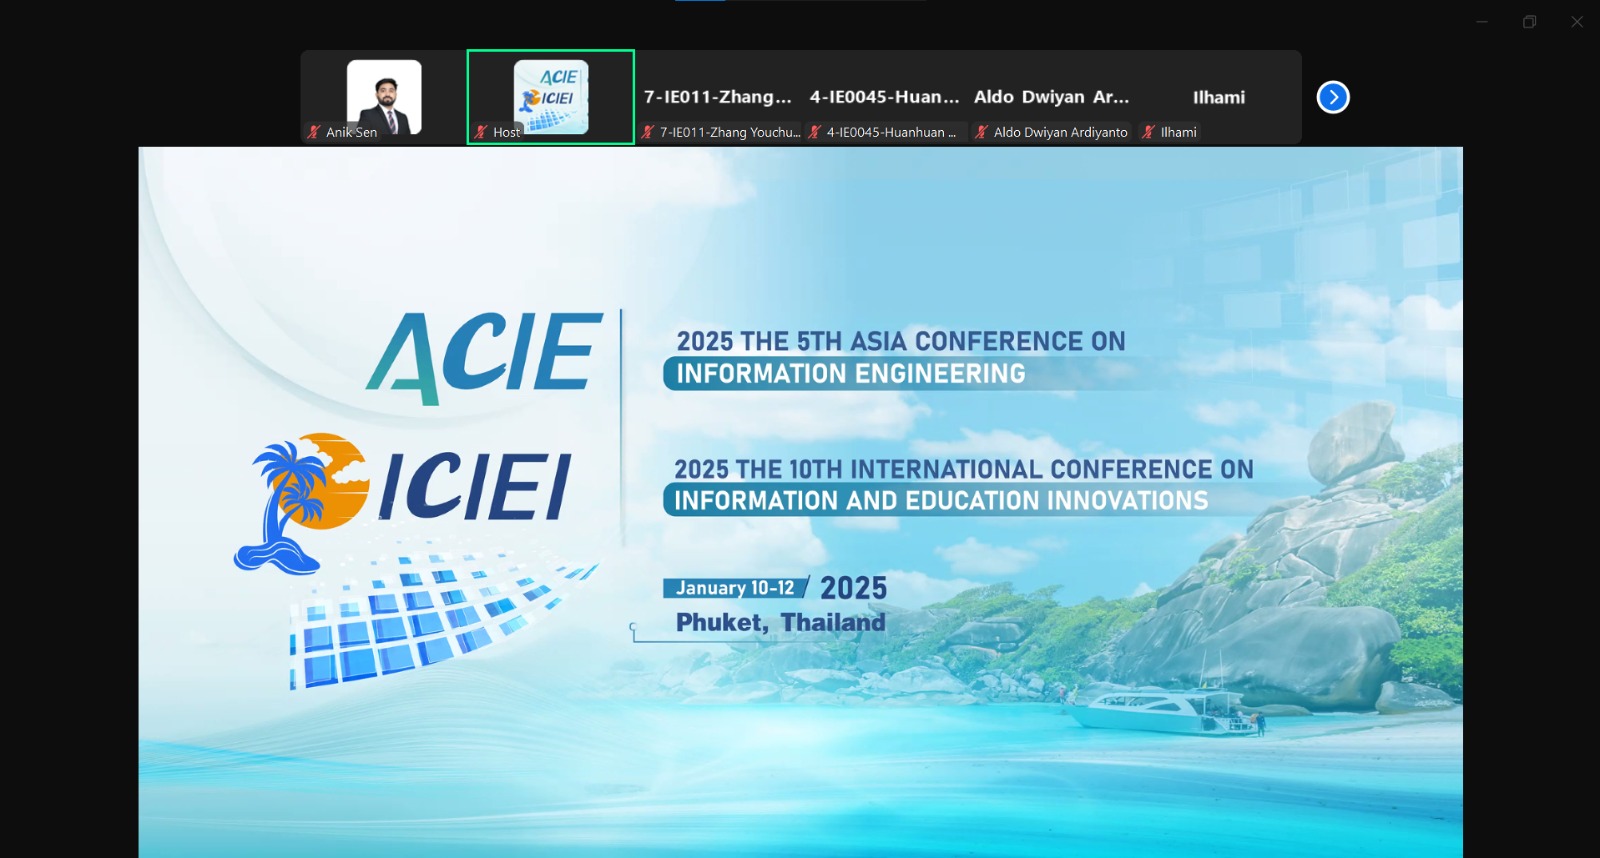 ACIE
ICIEI
7-IE011-Zhang...
4-IE0045-Huan...
Aldo Dwiyan Ar...
Ilhami
Anik Sen
Host
7-IE011-Zhang Youchu...
4-IE0045-Huanhuan ...
Aldo Dwiyan Ardiyanto
Ilhami
ACIE
2025 THE 5TH ASIA CONFERENCE ON
INFORMATION ENGINEERING
ICIEI
2025 THE 10TH INTERNATIONAL CONFERENCE ON
INFORMATION AND EDUCATION INNOVATIONS
January 10-12 / 2025
Phuket, Thailand